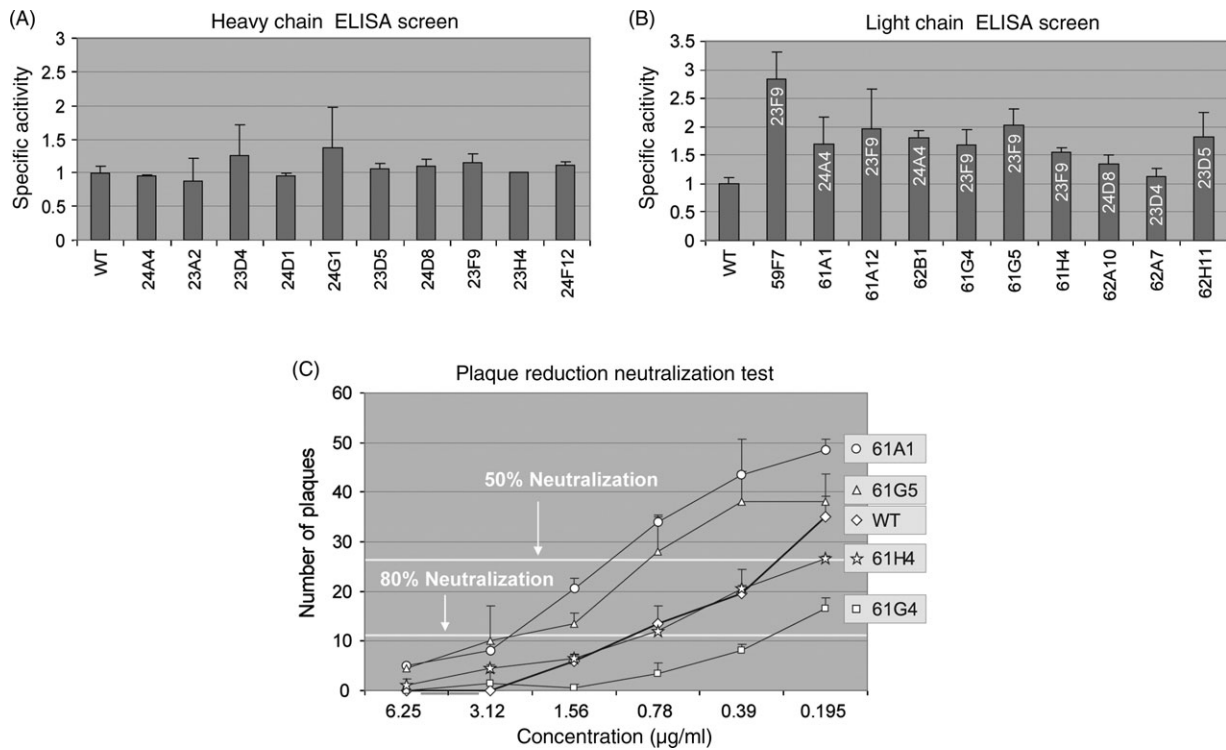 (A)
Heavy chain ELISA screen
Specific acitivity
3
2.5
2
1.5
1
0.5
0
WT
24A4
23A2
23D4
24D1
24G1
23D5
24D8
23F9
23H4
24F12
(B)
Light chain ELISA screen
Specific acitivity
3.5
3
2.5
2
1.5
1
0.5
0
23F9
24A4
23F9
24A4
23F9
23F9
23F9
24D8
23D4
23D5
WT
59F7
61A1
61A12
62B1
61G4
61G5
61H4
62A10
62A7
62H11
(C)
Plaque reduction neutralization test
Number of plaques
60
50
40
30
20
10
0
50% Neutralization
80% Neutralization
61A1
61G5
WT
61H4
61G4
6.25 3.12 1.56 0.78 0.39 0.195
Concentration (μg/ml)